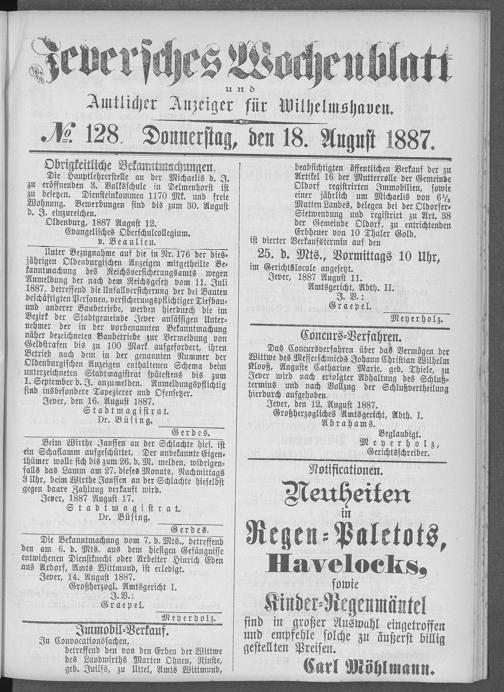 Jeversches Wochenblatt
und
Amtlicher Anzeiger für Wilhelmshaven.
№. 128. Donnerstag, den 18. August 1887.
Obrigkeitliche Bekanntmachungen.
Die Hauptlehrerstelle an der Michaelis d. J.
zu eröffnenden 3. Volksschule in Delmenhorst ist
zu besetzen. Diensteinkommen 1170 Mk. und freie
Wohnung. Bewerbungen sind bis zum 30. August
d. J. einzureichen.
Oldenburg, 1887 August 12.
Evangelisches Oberschulcollegium.
v. Beaulieu.
Unter Bezugnahme auf die in Nr. 176 der dies-
jährigen Oldenburgischen Anzeigen mitgetheilte Be-
kanntmachung des Reichsversicherungsamts wegen
Anmeldung der nach dem Reichsgesetz vom 11. Juli
1887, betreffend die Unfallversicherung der bei Bauten
beschäftigten Personen, versicherungspflichtiger Tiefbau-
und anderer Baubetriebe, werden hierdurch die im
Bezirk der Stadtgemeinde Jever ansässigen Unter-
nehmer der in der vorbenannten Bekanntmachung
näher bezeichneten Baubetriebe zur Vermeidung von
Geldstrafen bis zu 100 Mark aufgefordert, ihren
Betrieb nach dem in der genannten Nummer der
Oldenburgischen Anzeigen enthaltenen Schema beim
unterzeichneten Stadtmagistrat spätestens bis zum
1. September d. J. anzumelden. Anmeldungspflichtig
sind insbesondere Tapezierer und Ofensetzer.
Jever, den 16. August 1887.
Stadtmagistrat.
Dr. Büsing.
Gerdes.
Beim Wirthe Janssen an der Schlachte hies. ist
ein Schaflamm aufgeschüttet. Der unbekannte Eigen-
thümer wolle sich bis zum 26. d. M. melden, widrigen-
falls das Lamm am 27. dieses Monats, Nachmittags
3 Uhr, beim Wirthe Janssen an der Schlachte hieselbst
gegen baare Zahlung verkauft wird.
Jever, 1887 August 17.
Stadtmagistrat.
Dr. Büsing.
Gerdes.
Die Bekanntmachung vom 7. d. Mts., betreffend
den am 6. d. Mts. aus dem hiesigen Gefängnisse
entwichenen Dienstknecht oder Arbeiter Hinrich Eden
aus Ardorf, Amts Wittmund, ist erledigt.
Jever, 14. August 1887.
Großherzogl. Amtsgericht I.
J. V.:
Graepel.
Meyerholz.
Immobil-Verkauf.
In Convocationssachen,
betreffend den von den Erben der Wittwe
des Landwirths Marten Ohnen, Rinste,
geb. Juilfs, zu Uttel, Amts Wittmund,
beabsichtigten öffentlichen Verkauf der zu
Artikel 16 der Mutterrolle der Gemeinde
Oldorf registrirten Immobilien, sowie
einer jährlich um Michaelis von 6½
Matten Landes, belegen bei der Oldorfer-
Sietwendung und registrirt zu Art. 38
der Gemeinde Oldorf, zu entrichtenden
Erbheuer von 10 Thaler Gold,
ist vierter Verkaufstermin auf den
25. d. Mts., Vormittags 10 Uhr,
im Gerichtslocale angesetzt.
Jever, 1887 August 11.
Amtsgericht, Abth. II.
J. V.:
Graepel.
Meyerholz.
Concurs-Verfahren.
Das Concursverfahren über das Vermögen der
Wittwe des Messerschmieds Johann Christian Wilhelm
Klooß, Auguste Catharine Marie, geb. Thiele, zu
Jever wird nach erfolgter Abhaltung des Schluß-
termins und nach Vollzug der Schlußvertheilung
hierdurch aufgehoben.
Jever, den 12. August 1887.
Großherzogliches Amtsgericht, Abth. I.
Abrahams.
Beglaubigt.
Meyerholz,
Gerichtsschreiber.
Notificationen.
Neuheiten
in
Regen-Paletots,
Havelocks,
sowie
Kinder-Regenmäntel
sind in großer Auswahl eingetroffen
und empfehle solche zu äußerst billig
gestellten Preisen.
Carl Möhlmann.